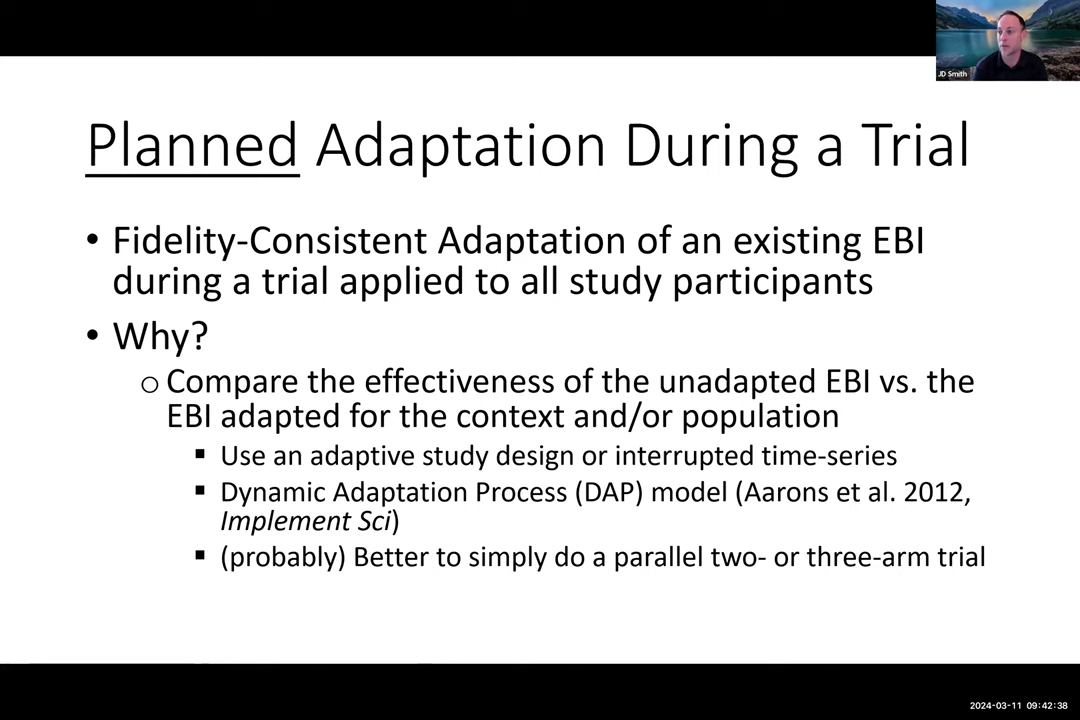 JD Smith
Planned Adaptation During a Trial
• Fidelity-Consistent Adaptation of an existing EBI
during a trial applied to all study participants
• Why?
o Compare the effectiveness of the unadapted EBI vs. the
EBI adapted for the context and/or population
▪ Use an adaptive study design or interrupted time-series
▪ Dynamic Adaptation Process (DAP) model (Aarons et al. 2012,
Implement Sci)
▪ (probably) Better to simply do a parallel two- or three-arm trial
2024-03-11 09:42:38